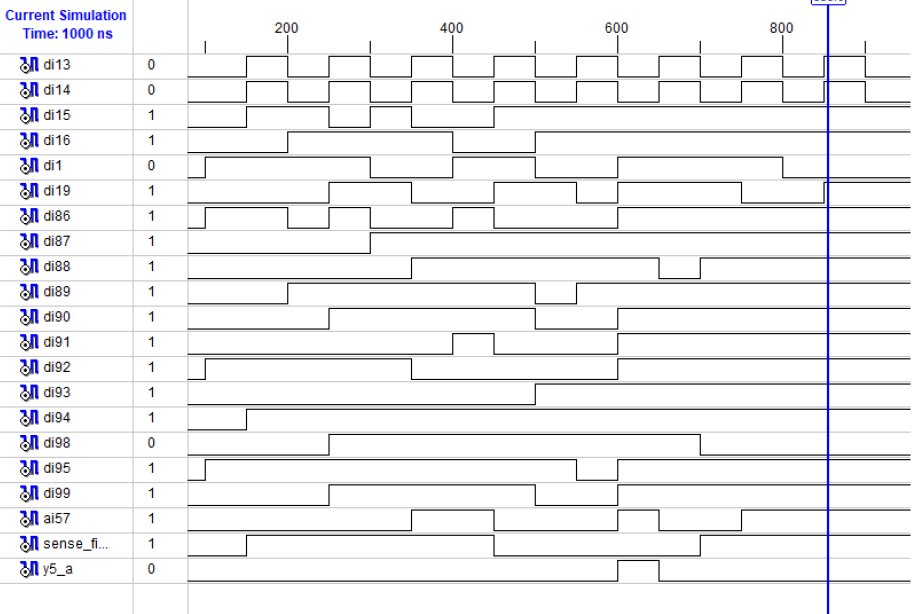 Current Simulation
Time: 1000 ns
200 400 600 800
di13 0
di14 0
di15 1
di16 1
di1 0
di19 1
di86 1
di87 1
di88 1
di89 1
di90 1
di91 1
di92 1
di93 1
di94 1
di98 0
di95 1
di99 1
ai57 1
sense_fi... 1
y5_a 0